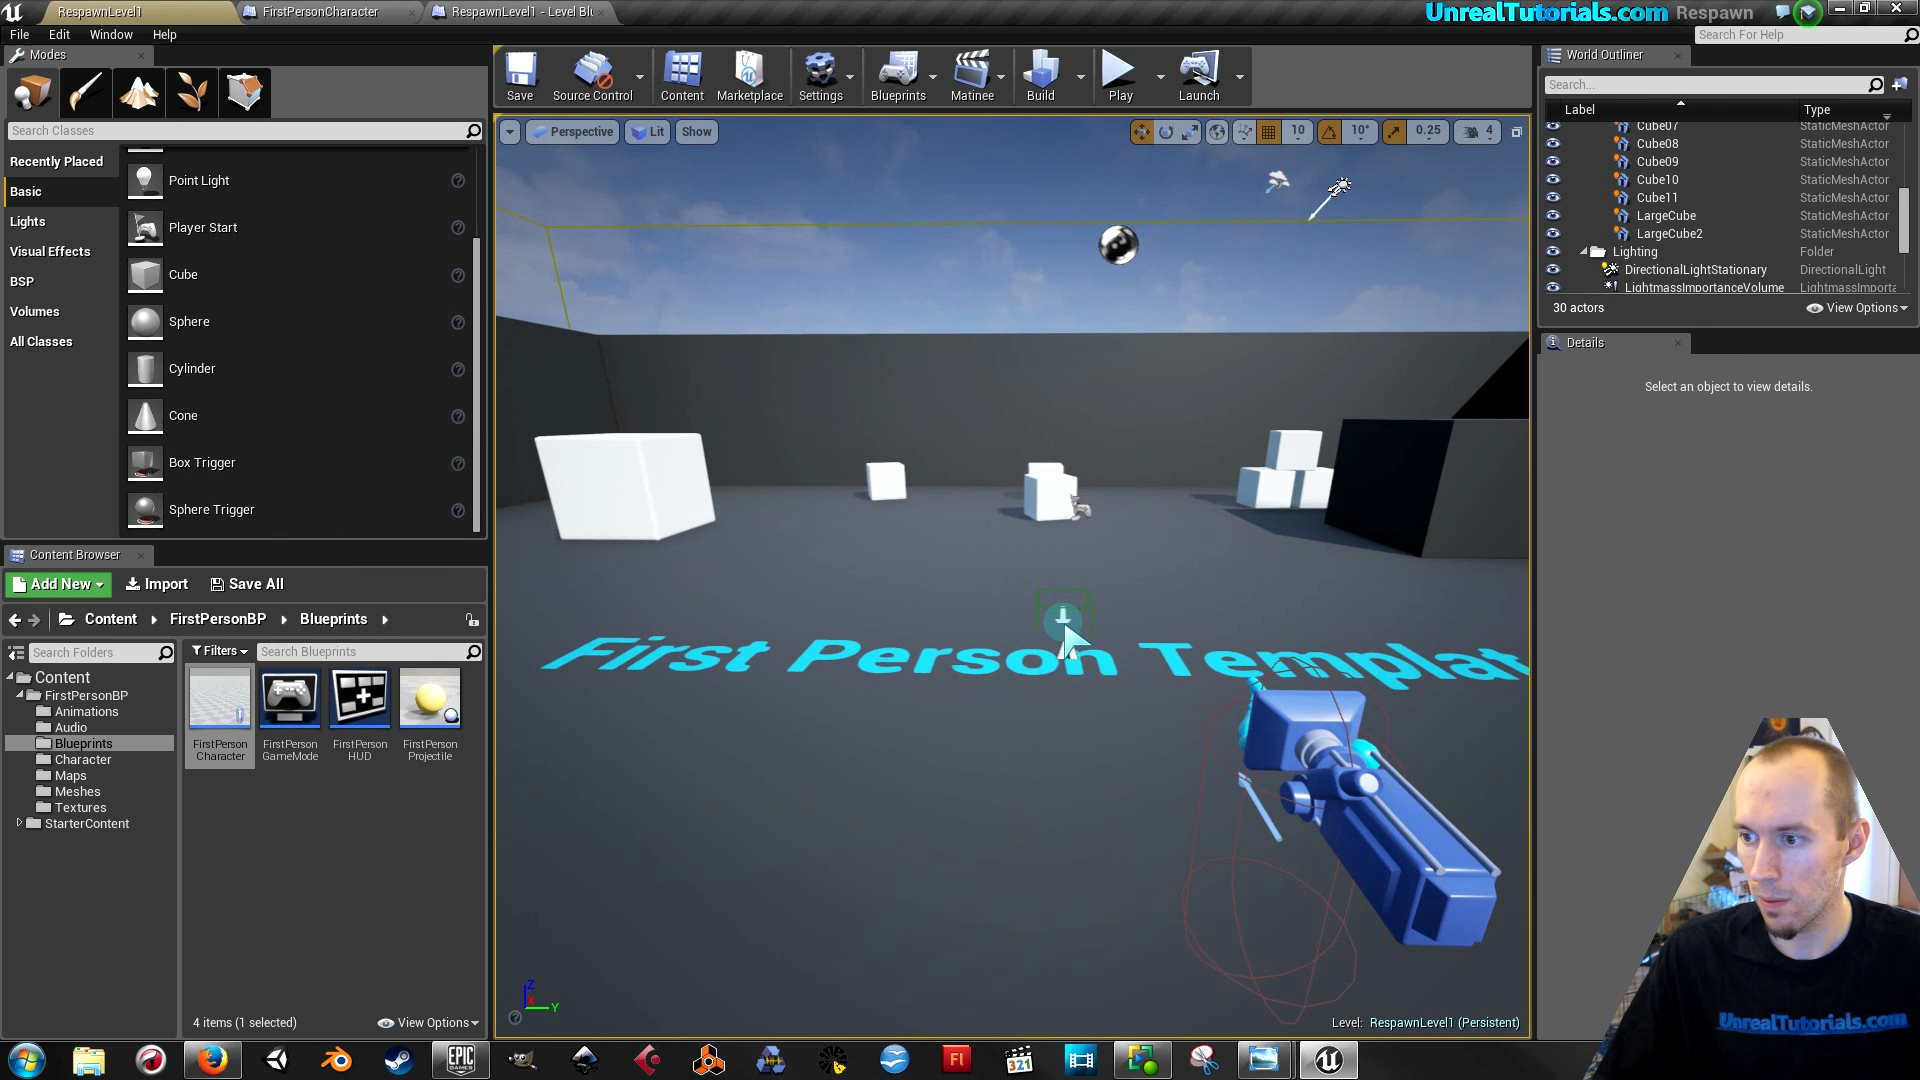 RespawnLevel1
FirstPersonCharacter
RespawnLevel1 - Level Blu
UnrealTutorials.com
Respawn
File
Edit
Window
Help
Search For Help
Modes
Save
Source Control
Content
Marketplace
Settings
Blueprints
Matinee
Build
Play
Launch
World Outliner
Search...
Label
Type
Search Classes
Perspective
Lit
Show
10
10°
0.25
4
Cube07
StaticMeshActor
Cube08
StaticMeshActor
Cube09
StaticMeshActor
Cube10
StaticMeshActor
Cube11
StaticMeshActor
LargeCube
StaticMeshActor
LargeCube2
StaticMeshActor
Lighting
Folder
DirectionalLightStationary
DirectionalLight
LightmassImportanceVolume
LightmassImporta
30 actors
View Options
Details
Select an object to view details.
Recently Placed
Basic
Lights
Visual Effects
BSP
Volumes
All Classes
Point Light
Player Start
Cube
Sphere
Cylinder
Cone
Box Trigger
Sphere Trigger
Content Browser
Add New
Import
Save All
Content
FirstPersonBP
Blueprints
Search Folders
Filters
Search Blueprints
Content
FirstPersonBP
Animations
Audio
Blueprints
Character
Maps
Meshes
Textures
StarterContent
FirstPerson
Character
FirstPerson
GameMode
FirstPerson
HUD
FirstPerson
Projectile
4 items (1 selected)
View Options
First Person Templat
Z
X
Y
Level: RespawnLevel1 (Persistent)
UnrealTutorials.com
EPIC
GAMES
Fl
321